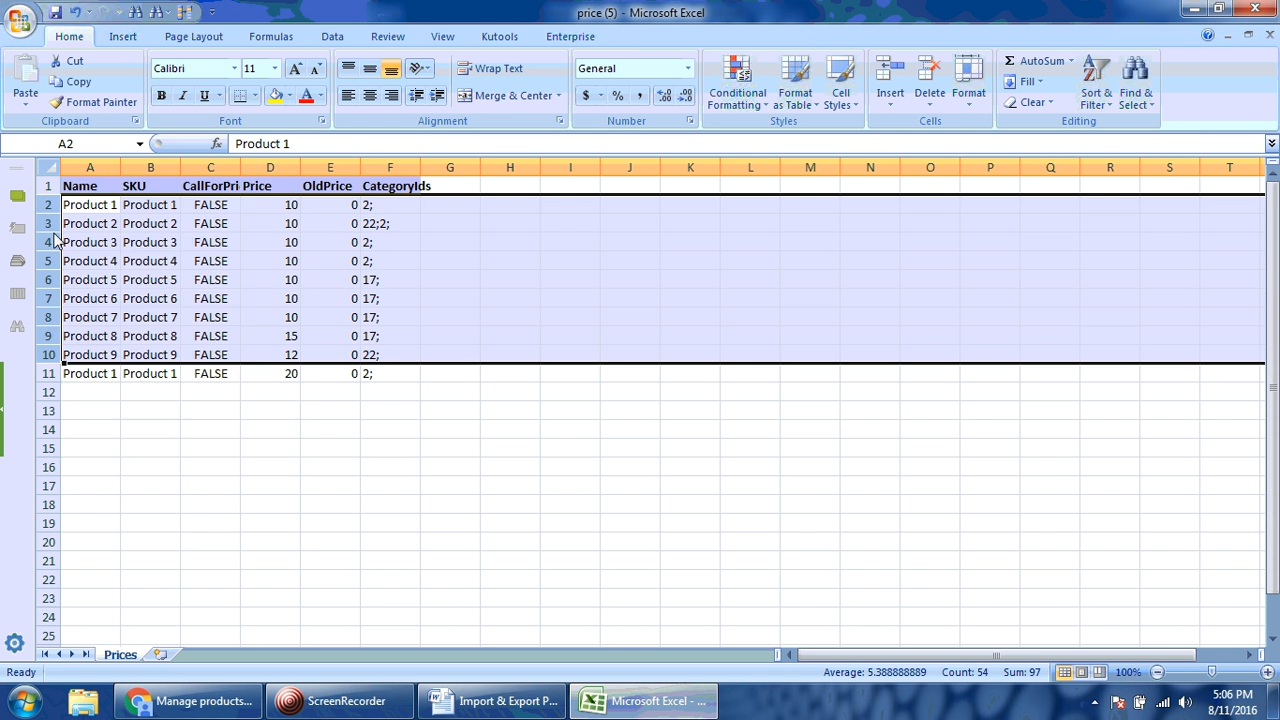 price (5) - Microsoft Excel
Home Insert Page Layout Formulas Data Review View Kutools Enterprise
Paste Cut Copy Format Painter Clipboard
Calibri 11 B I U A Font
Wrap Text Merge & Center Alignment
General $ % , Number
Conditional Formatting Format as Table Cell Styles Styles
Insert Delete Format Cells
Σ AutoSum Fill Clear Sort & Filter Find & Select Editing
A2 fx Product 1
A B C D E F G H I J K L M N O P Q R S T
1 Name SKU CallForPri Price OldPrice CategoryIds
2 Product 1 Product 1 FALSE 10 0 2;
3 Product 2 Product 2 FALSE 10 0 22;2;
4 Product 3 Product 3 FALSE 10 0 2;
5 Product 4 Product 4 FALSE 10 0 2;
6 Product 5 Product 5 FALSE 10 0 17;
7 Product 6 Product 6 FALSE 10 0 17;
8 Product 7 Product 7 FALSE 10 0 17;
9 Product 8 Product 8 FALSE 15 0 17;
10 Product 9 Product 9 FALSE 12 0 22;
11 Product 1 Product 1 FALSE 20 0 2;
12
13
14
15
16
17
18
19
20
21
22
23
24
25
Prices
Ready Average: 5.388888889 Count: 54 Sum: 97 100%
Manage products... ScreenRecorder Import & Export P... Microsoft Excel - ... 5:06 PM
8/11/2016